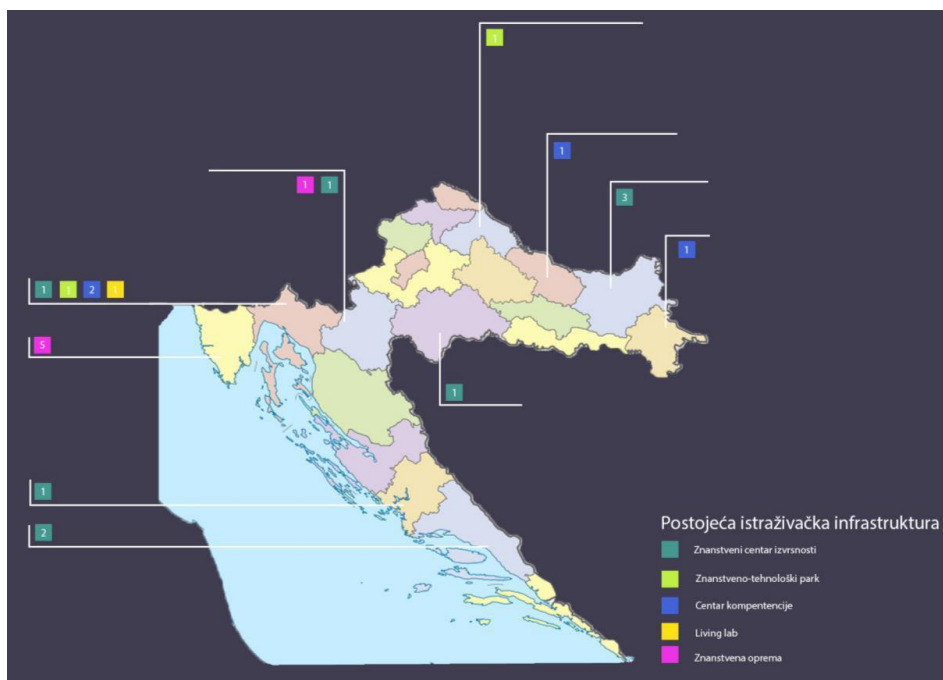 1
1
1 1
3
1
1 1 2 1
5
1
1
2
Postojeća istraživačka infrastruktura
Znanstveni centar izvrsnosti
Znanstveno-tehnološki park
Centar kompentencije
Living lab
Znanstvena oprema